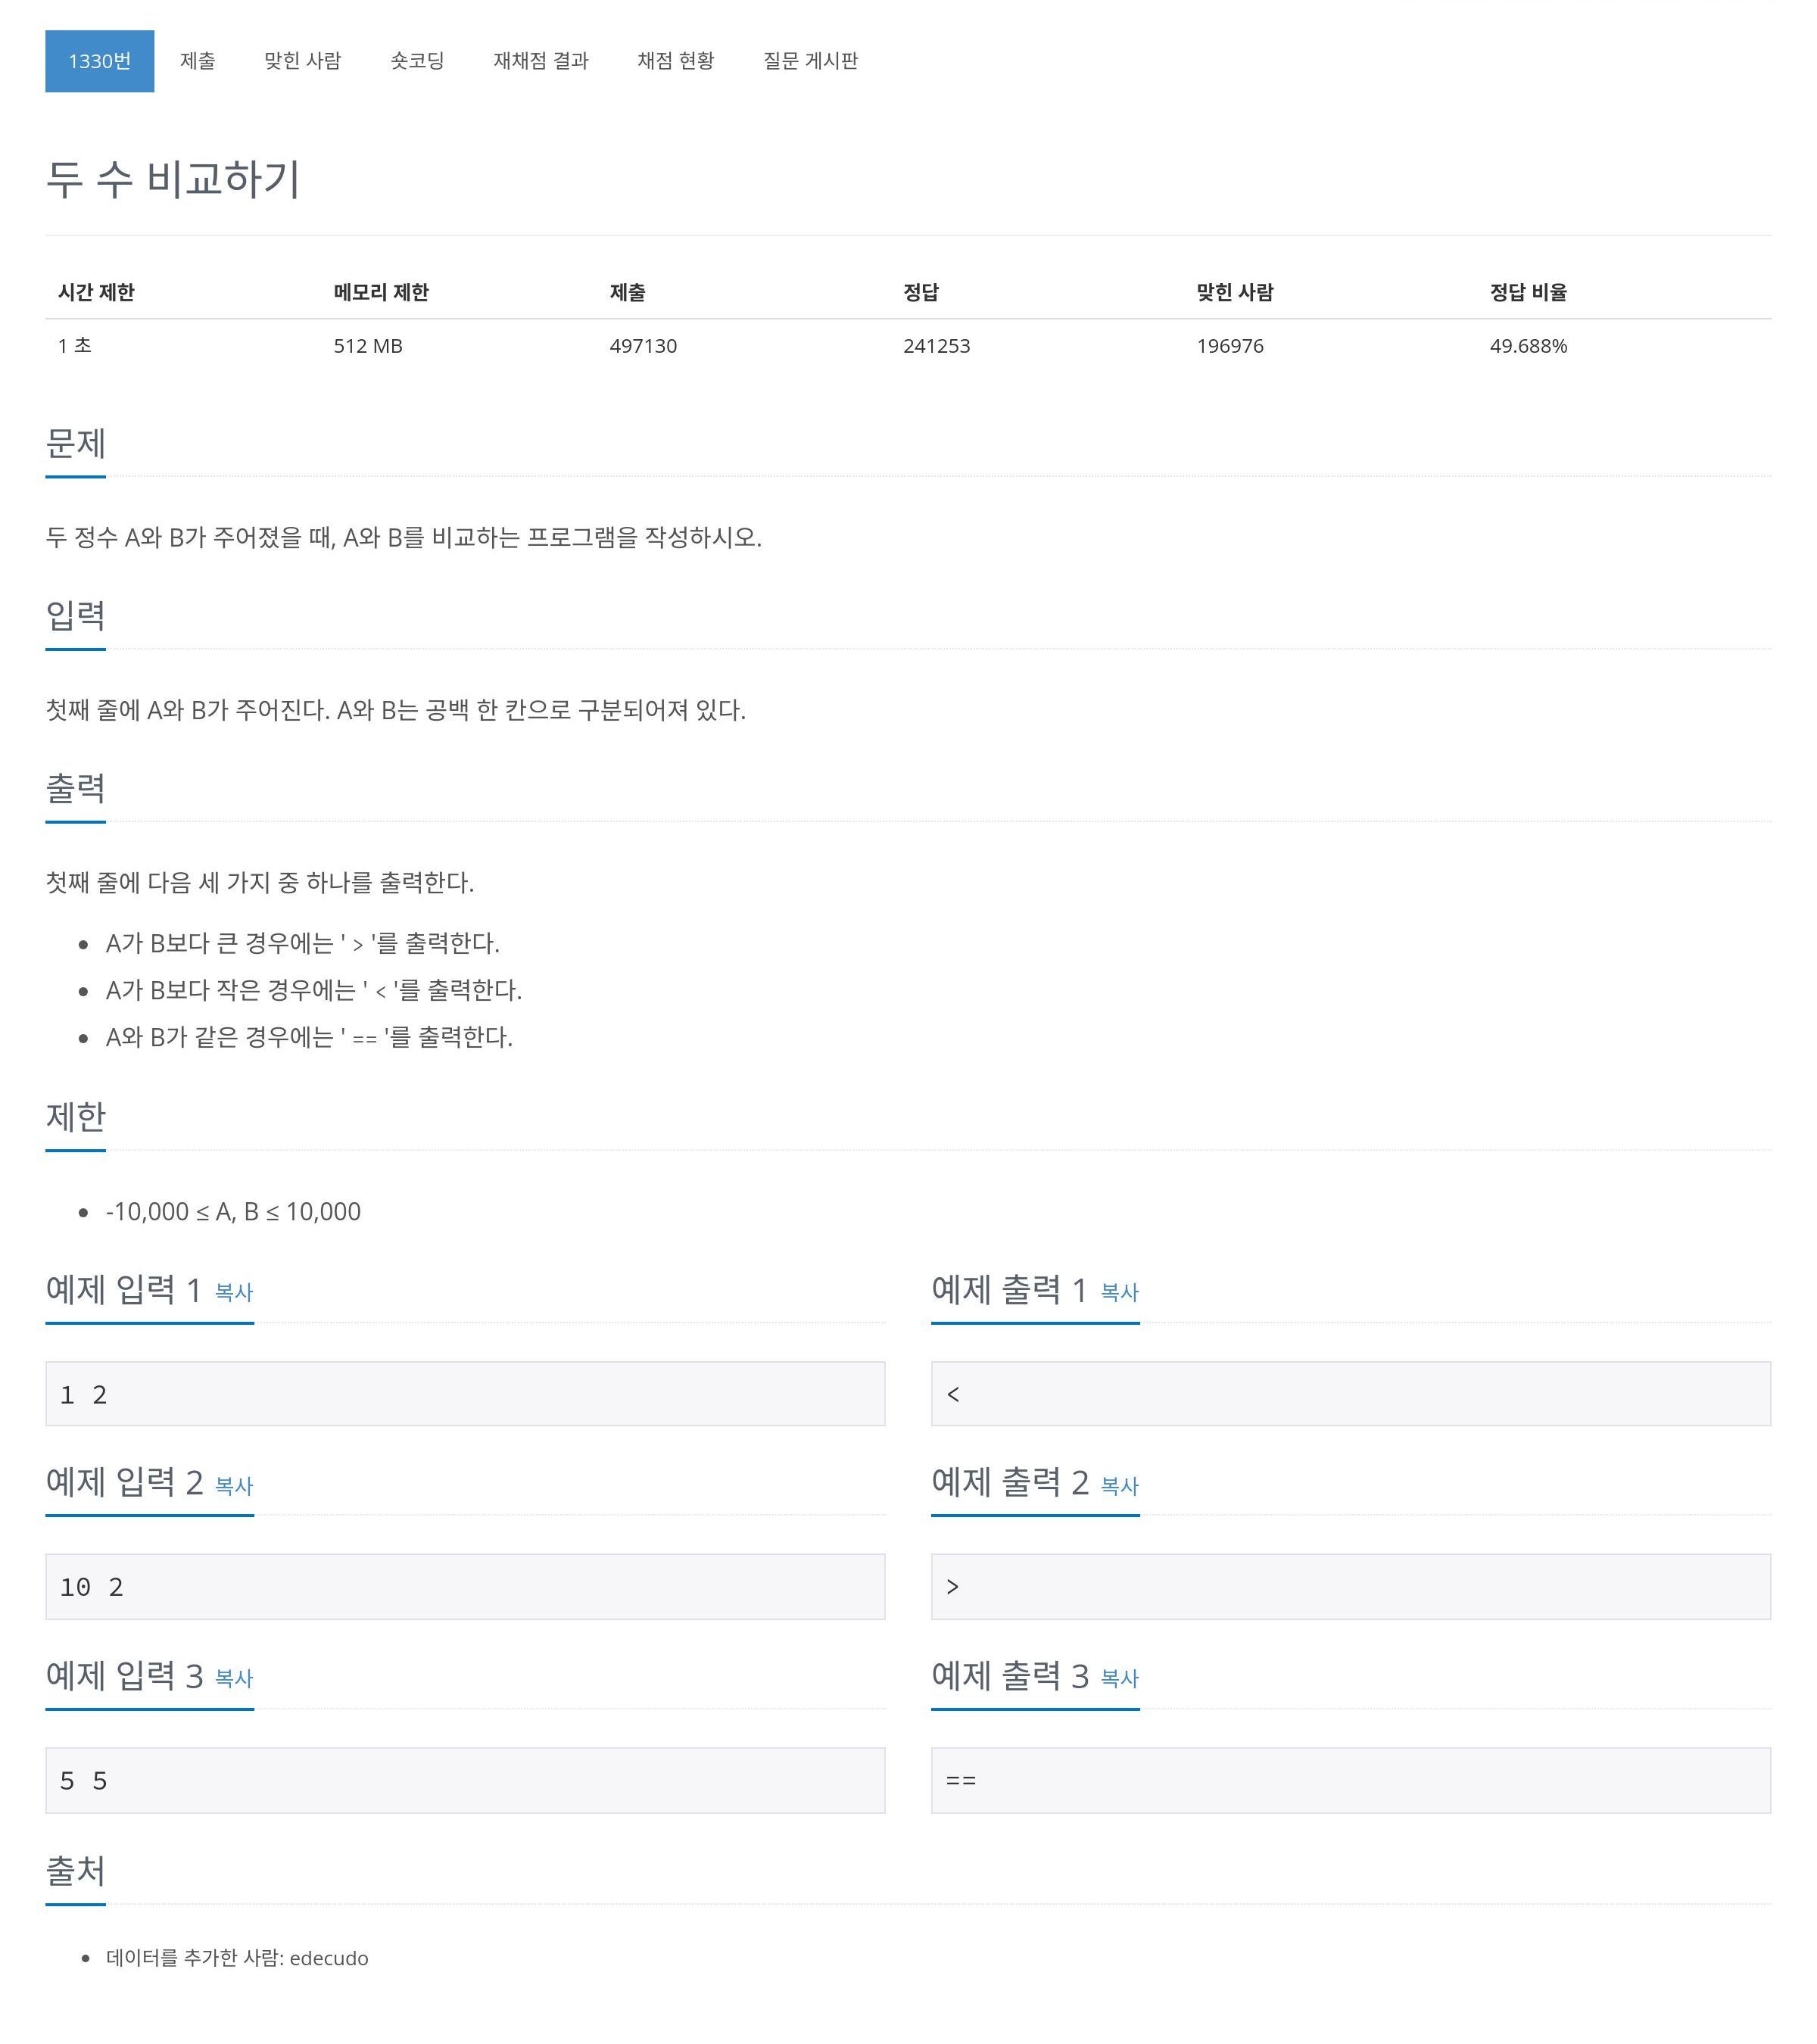 1330번 제출 맞힌 사람 숏코딩 재채점 결과 채점 현황 질문 게시판
두 수 비교하기
시간 제한 메모리 제한 제출 정답 맞힌 사람 정답 비율
1 초 512 MB 497130 241253 196976 49.688%
문제
두 정수 A와 B가 주어졌을 때, A와 B를 비교하는 프로그램을 작성하시오.
입력
첫째 줄에 A와 B가 주어진다. A와 B는 공백 한 칸으로 구분되어져 있다.
출력
첫째 줄에 다음 세 가지 중 하나를 출력한다.
• A가 B보다 큰 경우에는 ' > '를 출력한다.
• A가 B보다 작은 경우에는 ' < '를 출력한다.
• A와 B가 같은 경우에는 ' == '를 출력한다.
제한
• -10,000 ≤ A, B ≤ 10,000
예제 입력 1 복사 예제 출력 1 복사
1 2 <
예제 입력 2 복사 예제 출력 2 복사
10 2 >
예제 입력 3 복사 예제 출력 3 복사
5 5 ==
출처
• 데이터를 추가한 사람: edecudo